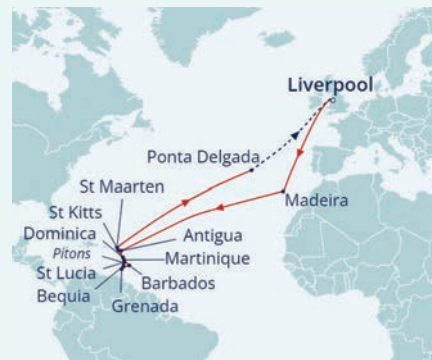 Liverpool
Ponta Delgada
St Maarten
Madeira
St Kitts
Dominica
Antigua
Pitons
Martinique
St Lucia
Barbados
Bequia
Grenada